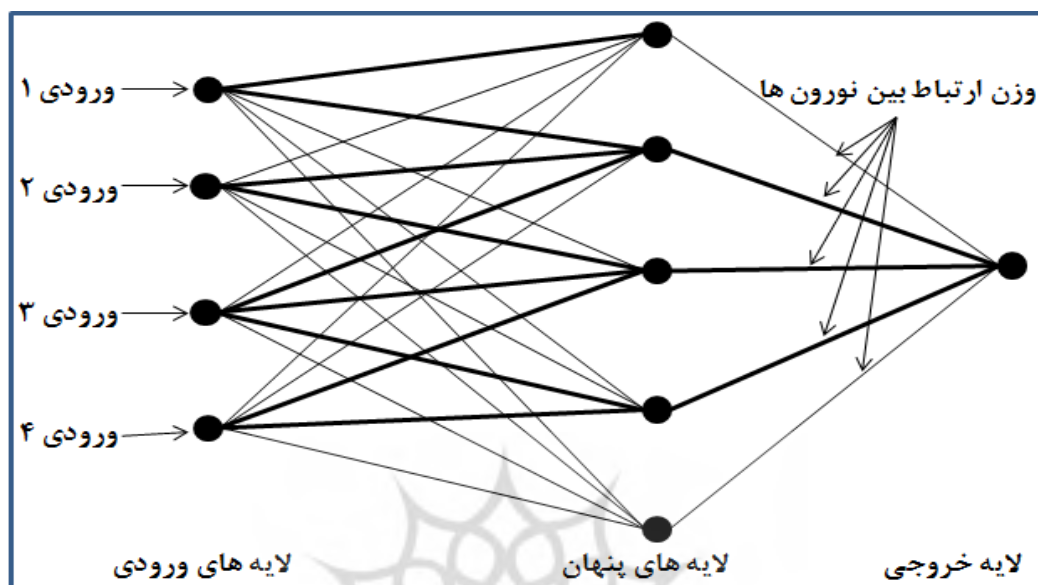 وزن ارتباط بین نورون ها
ورودی ۱
ورودی ۲
ورودی ۳
ورودی ۴
لایه خروجی
لایه های پنهان
لایه های ورودی